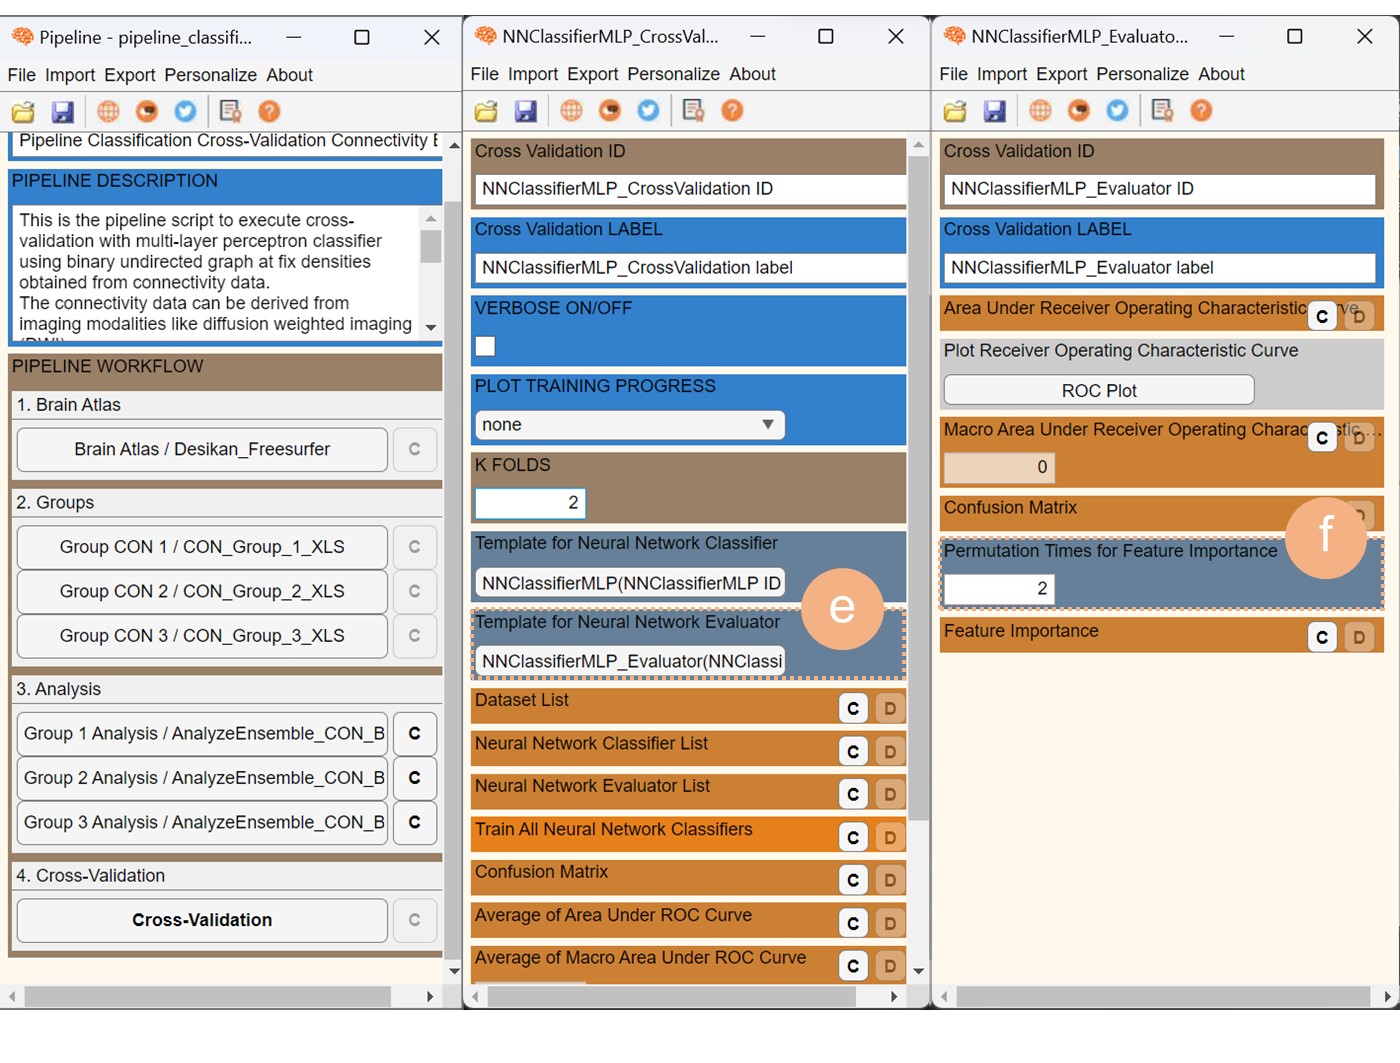 Pipeline - pipeline_classifi...
File Import Export Personalize About
Pipeline Classification Cross-Validation Connectivity
PIPELINE DESCRIPTION
This is the pipeline script to execute cross-
validation with multi-layer perceptron classifier
using binary undirected graph at fix densities
obtained from connectivity data.
The connectivity data can be derived from
imaging modalities like diffusion weighted imaging
PIPELINE WORKFLOW
1. Brain Atlas
Brain Atlas / Desikan_Freesurfer
C
2. Groups
Group CON 1 / CON_Group_1_XLS
C
Group CON 2 / CON_Group_2_XLS
C
Group CON 3 / CON_Group_3_XLS
C
3. Analysis
Group 1 Analysis / AnalyzeEnsemble_CON_B
C
Group 2 Analysis / AnalyzeEnsemble_CON_B
C
Group 3 Analysis / AnalyzeEnsemble_CON_B
C
4. Cross-Validation
Cross-Validation
C
NNClassifierMLP_CrossVal...
File Import Export Personalize About
Cross Validation ID
NNClassifierMLP_CrossValidation ID
Cross Validation LABEL
NNClassifierMLP_CrossValidation label
VERBOSE ON/OFF
PLOT TRAINING PROGRESS
none
K FOLDS
2
Template for Neural Network Classifier
NNClassifierMLP(NNClassifierMLP ID
e
Template for Neural Network Evaluator
NNClassifierMLP_Evaluator(NNClassi
Dataset List
C D
Neural Network Classifier List
C D
Neural Network Evaluator List
C D
Train All Neural Network Classifiers
C D
Confusion Matrix
C D
Average of Area Under ROC Curve
C D
Average of Macro Area Under ROC Curve
C D
NNClassifierMLP_Evaluato...
File Import Export Personalize About
Cross Validation ID
NNClassifierMLP_Evaluator ID
Cross Validation LABEL
NNClassifierMLP_Evaluator label
Area Under Receiver Operating Characteristic
C D
Plot Receiver Operating Characteristic Curve
ROC Plot
Macro Area Under Receiver Operating
C D
0
Confusion Matrix
D
f
Permutation Times for Feature Importance
2
Feature Importance
C D